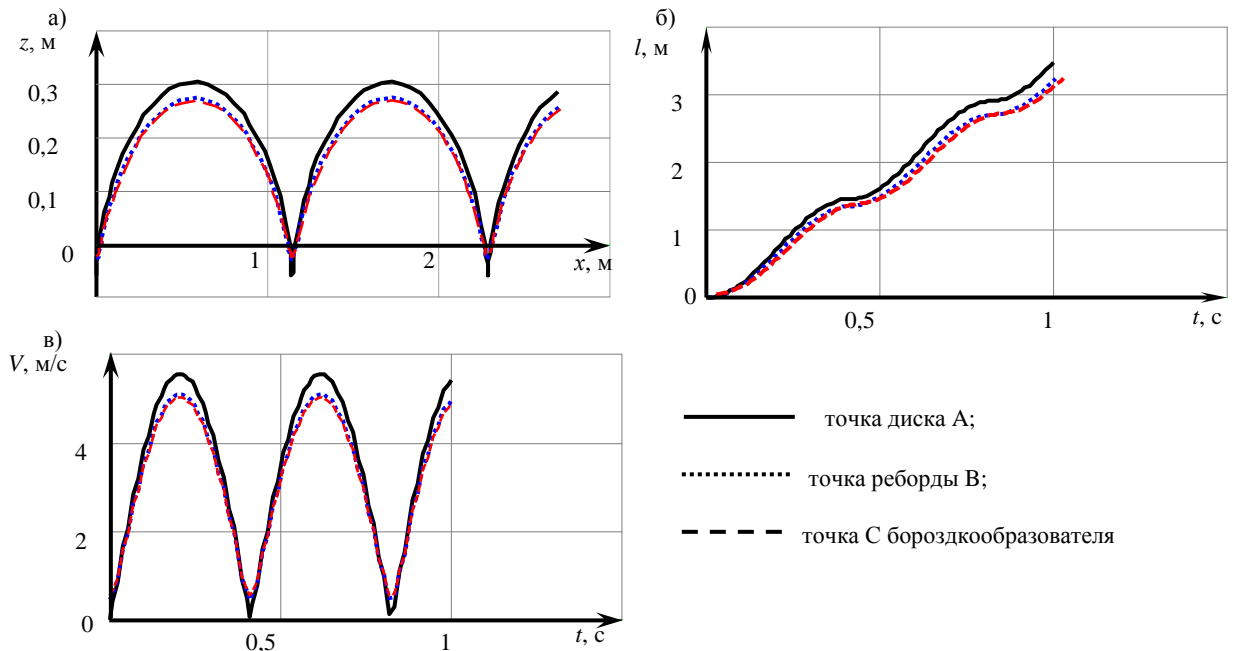 а)
z, м
0,3
0,2
0,1
0
1
2
x, м
б)
l, м
3
2
1
0
0,5
1
t, с
в)
V, м/с
4
2
0
0,5
1
t, с
точка диска А;
точка реборды В;
точка С бороздкообразователя